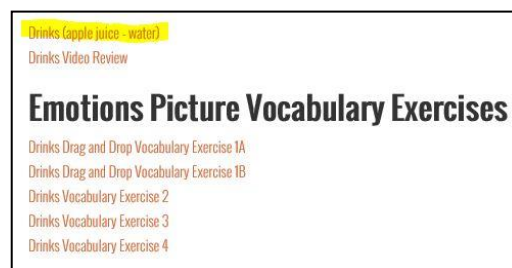 Drinks (apple juice - water)
Drinks Video Review
Emotions Picture Vocabulary Exercises
Drinks Drag and Drop Vocabulary Exercise 1A
Drinks Drag and Drop Vocabulary Exercise 1B
Drinks Vocabulary Exercise 2
Drinks Vocabulary Exercise 3
Drinks Vocabulary Exercise 4